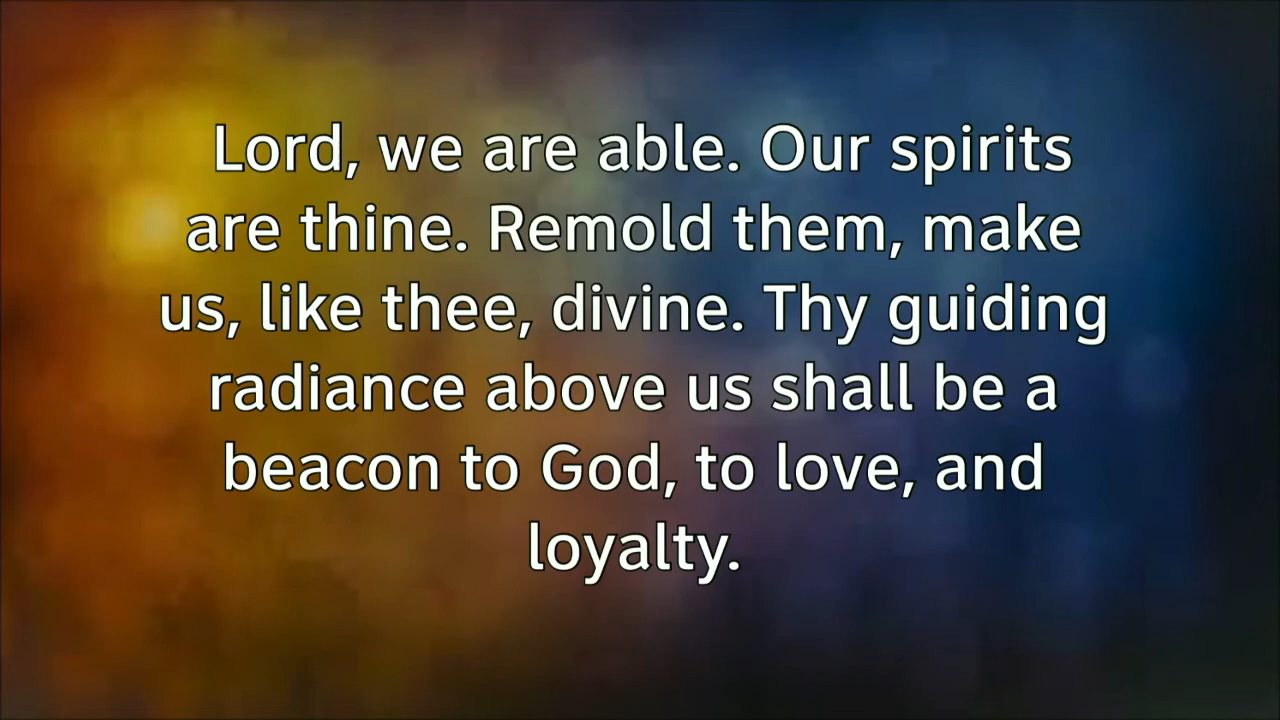 Lord, we are able. Our spirits
are thine. Remold them, make
us, like thee, divine. Thy guiding
radiance above us shall be a
beacon to God, to love, and
loyalty.